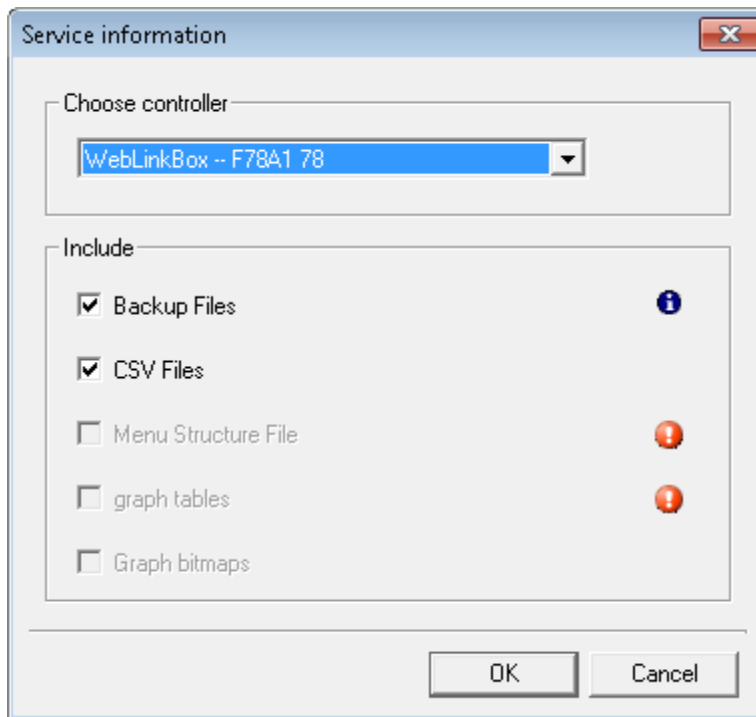 Service information
Choose controller
WebLinkBox -- F78A1 78
Include
Backup Files
CSV Files
Menu Structure File
graph tables
Graph bitmaps
OK
Cancel